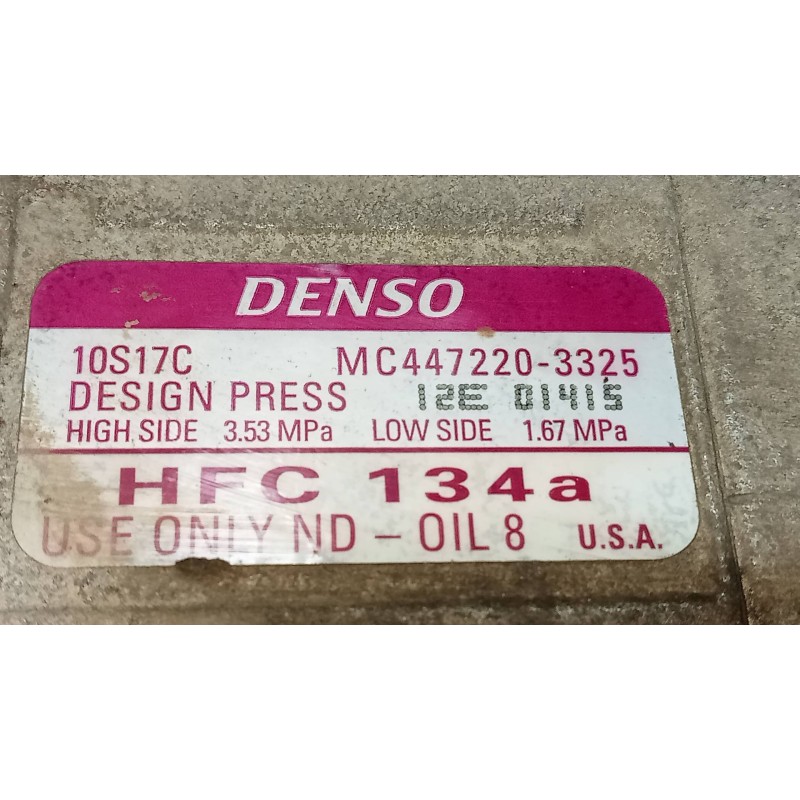 DENSO
10S17C MC447220-3325
DESIGN PRESS 12E 01415
HIGH SIDE 3.53 MPa LOW SIDE 1.67 MPa
HFC 134a
USE ONLY ND - OIL 8 U.S.A.